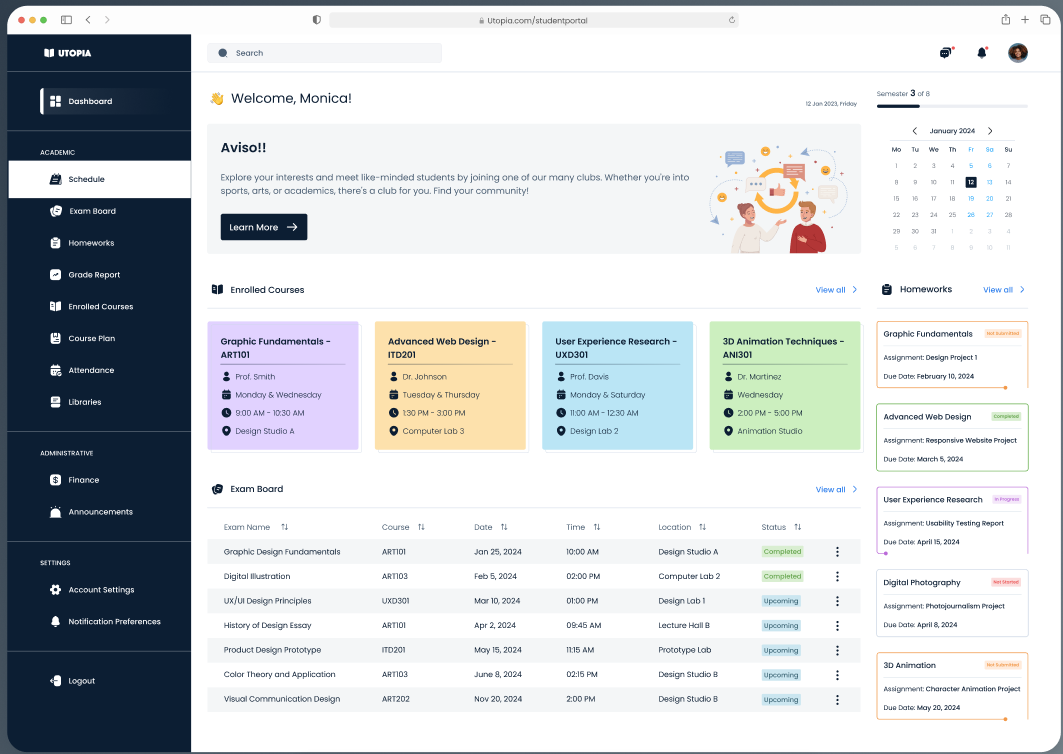 Utopia.com/studentportal
UTOPIA
Dashboard
ACADEMIC
Schedule
Exam Board
Homeworks
Grade Report
Enrolled Courses
Course Plan
Attendance
Libraries
ADMINISTRATIVE
Finance
Announcements
SETTINGS
Account Settings
Notification Preferences
Logout
Search
Welcome, Monica!
12 Jan 2023, Friday
Aviso!!
Explore your interests and meet like-minded students by joining one of our many clubs. Whether you're into
sports, arts, or academics, there's a club for you. Find your community!
Learn More
Enrolled Courses
View all
Graphic Fundamentals -
ART101
Prof. Smith
Monday & Wednesday
9:00 AM - 10:30 AM
Design Studio A
Advanced Web Design -
ITD201
Dr. Johnson
Tuesday & Thursday
1:30 PM - 3:00 PM
Computer Lab 3
User Experience Research -
UXD301
Prof. Davis
Monday & Saturday
11:00 AM - 12:30 AM
Design Lab 2
3D Animation Techniques -
ANI301
Dr. Martinez
Wednesday
2:00 PM - 5:00 PM
Animation Studio
Exam Board
View all
Exam Name Course Date Time Location Status
Graphic Design Fundamentals ART101 Jan 25, 2024 10:00 AM Design Studio A Completed
Digital Illustration ART103 Feb 5, 2024 02:00 PM Computer Lab 2 Completed
UX/UI Design Principles UXD301 Mar 10, 2024 01:00 PM Design Lab 1 Upcoming
History of Design Essay ART101 Apr 2, 2024 09:45 AM Lecture Hall B Upcoming
Product Design Prototype ITD201 May 15, 2024 11:15 AM Prototype Lab Upcoming
Color Theory and Application ART103 June 8, 2024 02:15 PM Design Studio B Upcoming
Visual Communication Design ART202 Nov 20, 2024 2:00 PM Design Studio B Upcoming
Semester 3 of 8
January 2024
Mo Tu We Th Fr Sa Su
1 2 3 4 5 6 7
8 9 10 11 12 13 14
15 16 17 18 19 20 21
22 23 24 25 26 27 28
29 30 31 1 2 3 4
5 6 7 8 9 10 11
Homeworks
View all
Graphic Fundamentals Not Submitted
Assignment: Design Project 1
Due Date: February 10, 2024
Advanced Web Design Completed
Assignment: Responsive Website Project
Due Date: March 5, 2024
User Experience Research In Progress
Assignment: Usability Testing Report
Due Date: April 15, 2024
Digital Photography Not Started
Assignment: Photojournalism Project
Due Date: April 8, 2024
3D Animation Not Submitted
Assignment: Character Animation Project
Due Date: May 20, 2024